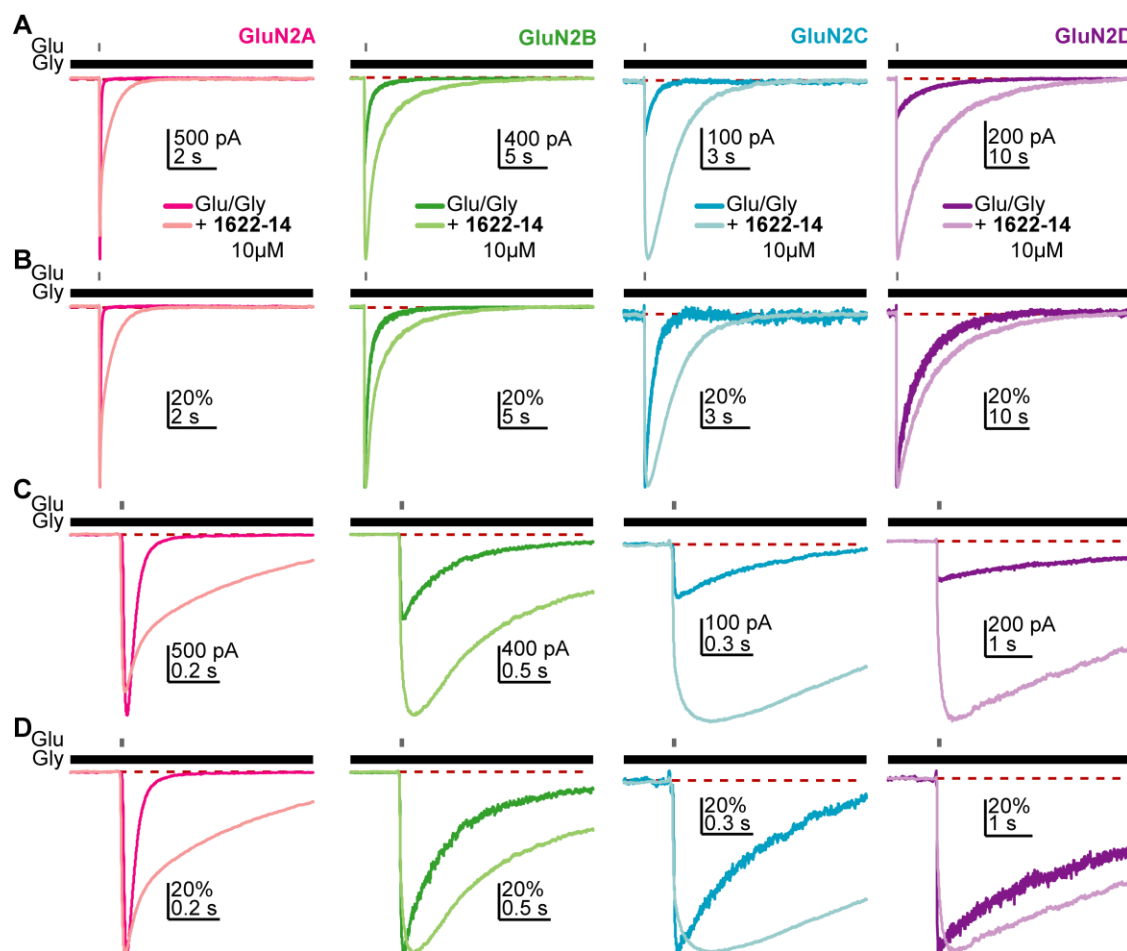 A
GluN2A GluN2B GluN2C GluN2D
Glu
Gly
500 pA 400 pA 100 pA 200 pA
2 s 5 s 3 s 10 s
Glu/Gly Glu/Gly Glu/Gly Glu/Gly
+ 1622-14 + 1622-14 + 1622-14 + 1622-14
10µM 10µM 10µM 10µM
B
Glu
Gly
20% 20% 20% 20%
2 s 5 s 3 s 10 s
C
Glu
Gly
500 pA 400 pA 100 pA 200 pA
0.2 s 0.5 s 0.3 s 1 s
D
Glu
Gly
20% 20% 20% 20%
0.2 s 0.5 s 0.3 s 1 s